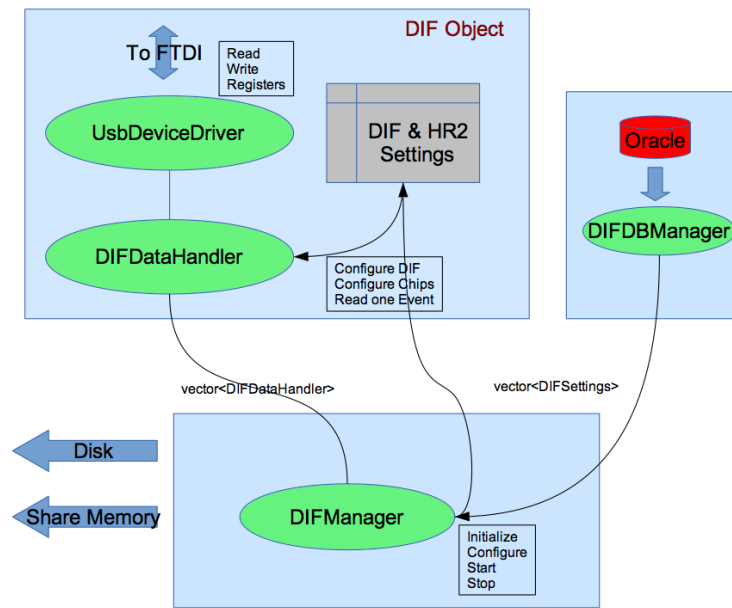 DIF Object
To FTDI
Read
Write
Registers
UsbDeviceDriver
DIF & HR2
Settings
Oracle
DIFDBManager
DIFDataHandler
Configure DIF
Configure Chips
Read one Event
vector<DIFDataHandler>
vector<DIFSettings>
Disk
Share Memory
DIFManager
Initialize
Configure
Start
Stop